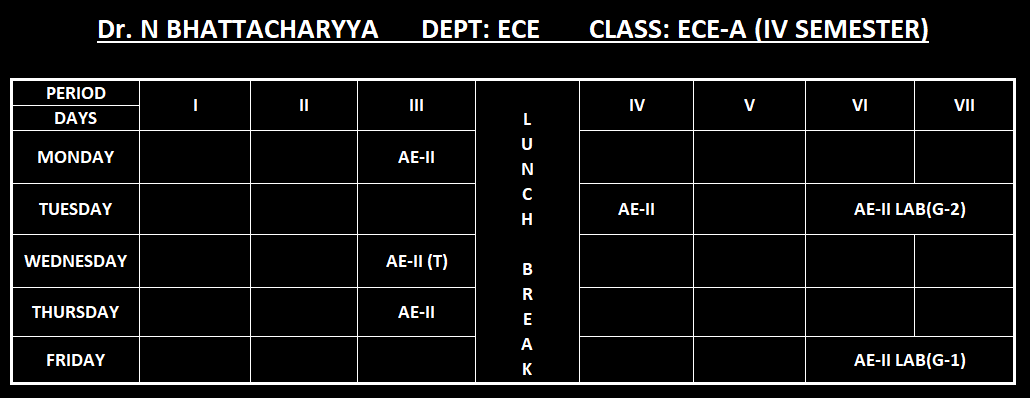 Dr. N BHATTACHARYYA DEPT: ECE CLASS: ECE-A (IV SEMESTER)
PERIOD I II III IV V VI VII
DAYS
LUNCH BREAK
MONDAY AE-II
TUESDAY AE-II AE-II LAB(G-2)
WEDNESDAY AE-II (T)
THURSDAY AE-II
FRIDAY AE-II LAB(G-1)